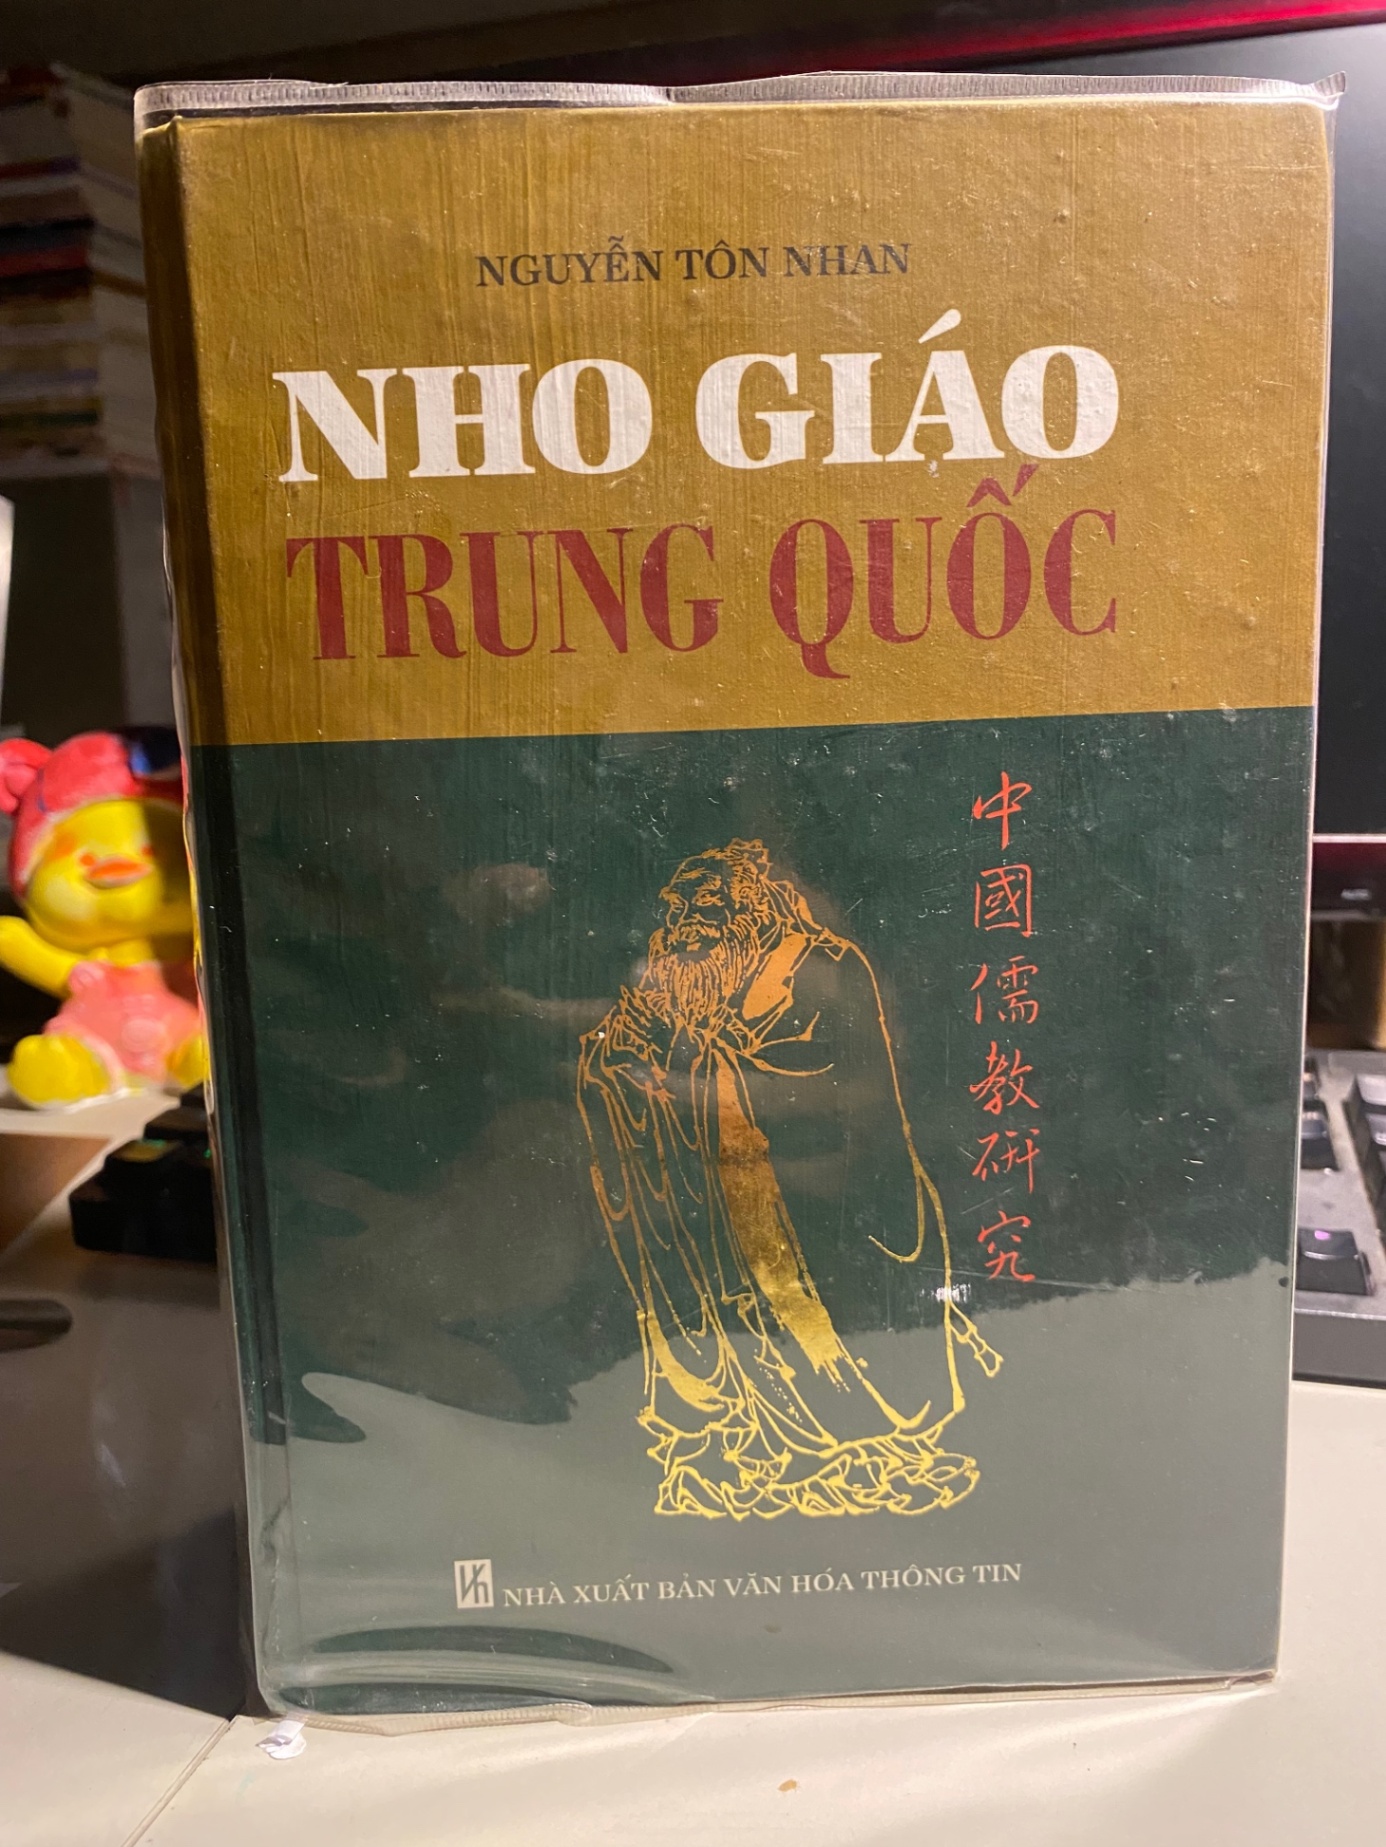 NGUYỄN TÔN NHAN
NHO GIÁO
TRUNG QUỐC
中國儒教研究
Vh NHÀ XUẤT BẢN VĂN HÓA THÔNG TIN